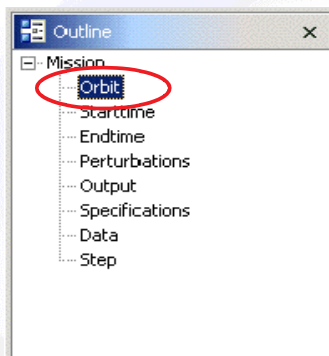 Outline
Mission
Orbit
Starttime
Endtime
Perturbations
Output
Specifications
Data
Step